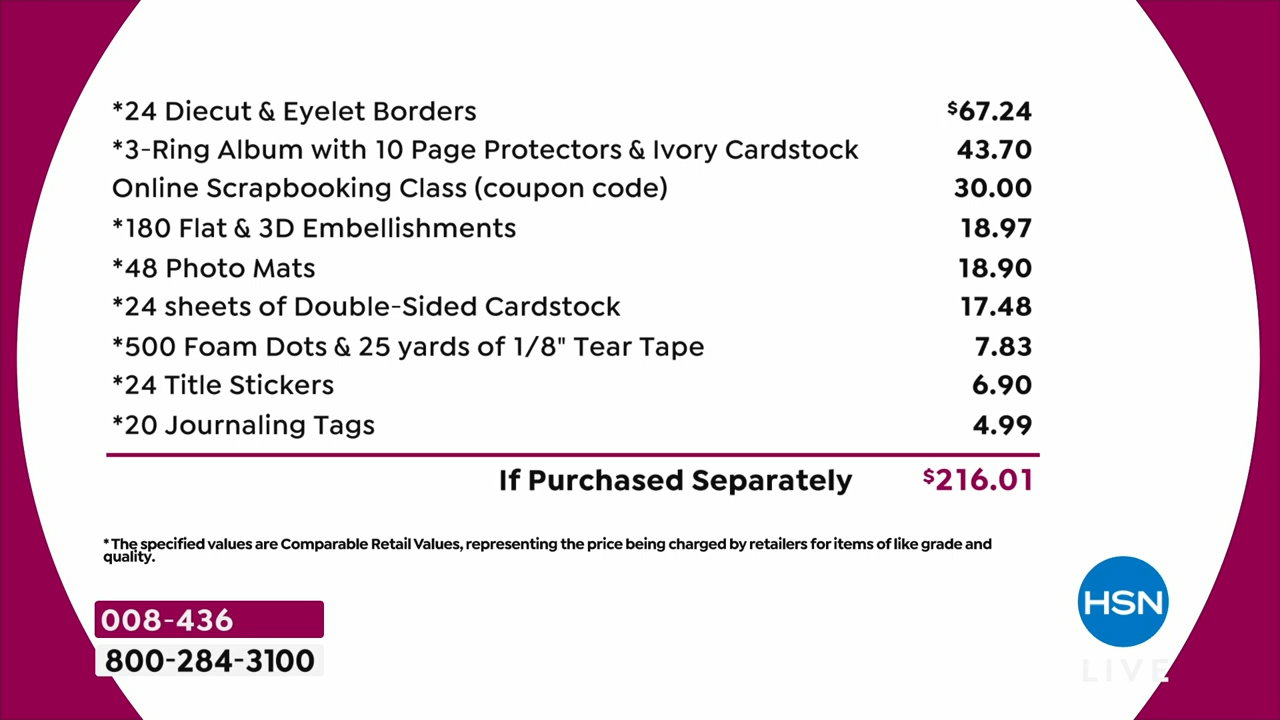 *24 Diecut & Eyelet Borders $67.24
*3-Ring Album with 10 Page Protectors & Ivory Cardstock 43.70
Online Scrapbooking Class (coupon code) 30.00
*180 Flat & 3D Embellishments 18.97
*48 Photo Mats 18.90
*24 sheets of Double-Sided Cardstock 17.48
*500 Foam Dots & 25 yards of 1/8" Tear Tape 7.83
*24 Title Stickers 6.90
*20 Journaling Tags 4.99
If Purchased Separately $216.01
*The specified values are Comparable Retail Values, representing the price being charged by retailers for items of like grade and
quality.
008-436
800-284-3100
HSN
LIVE